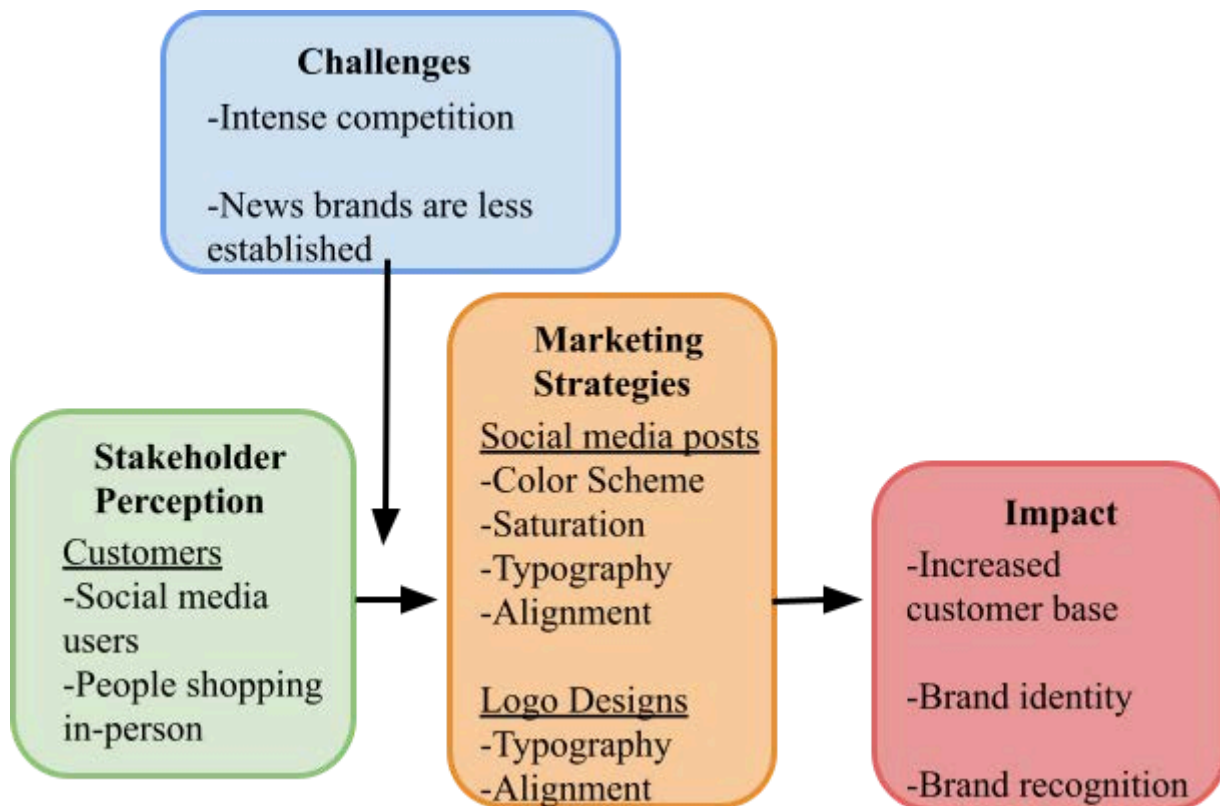 Challenges
-Intense competition
-News brands are less
established
Stakeholder
Perception
Customers
-Social media
users
-People shopping
in-person
Marketing
Strategies
Social media posts
-Color Scheme
-Saturation
-Typography
-Alignment
Logo Designs
-Typography
-Alignment
Impact
-Increased
customer base
-Brand identity
-Brand recognition